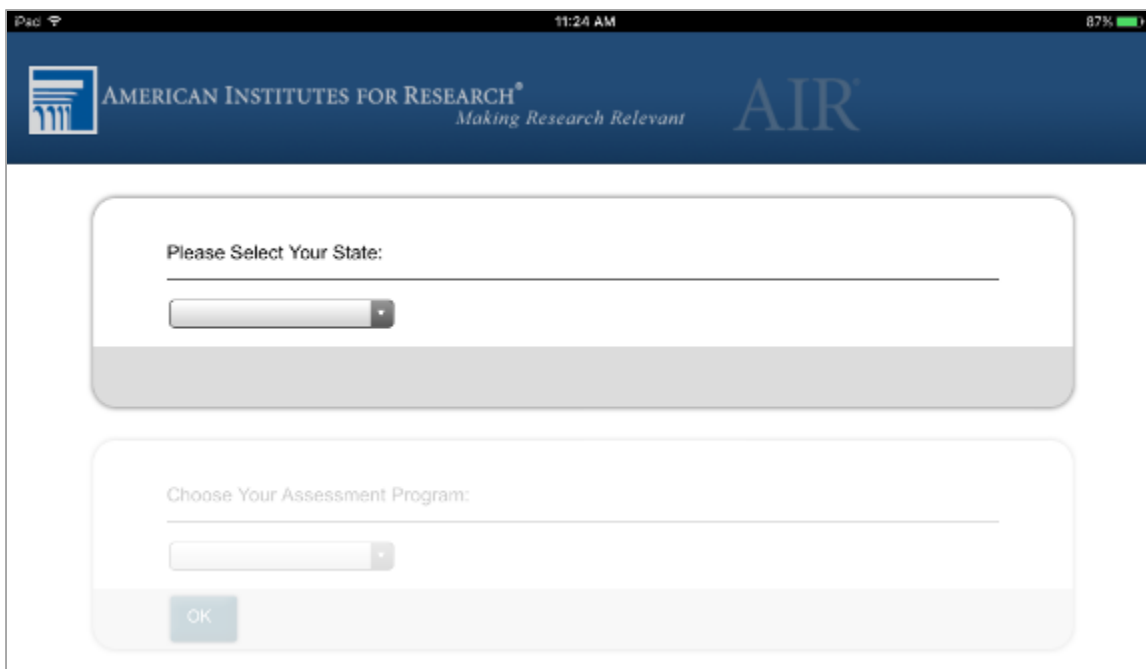 iPad 11:24 AM 87%
AMERICAN INSTITUTES FOR RESEARCH®
Making Research Relevant
AIR®
Please Select Your State:
Choose Your Assessment Program:
OK